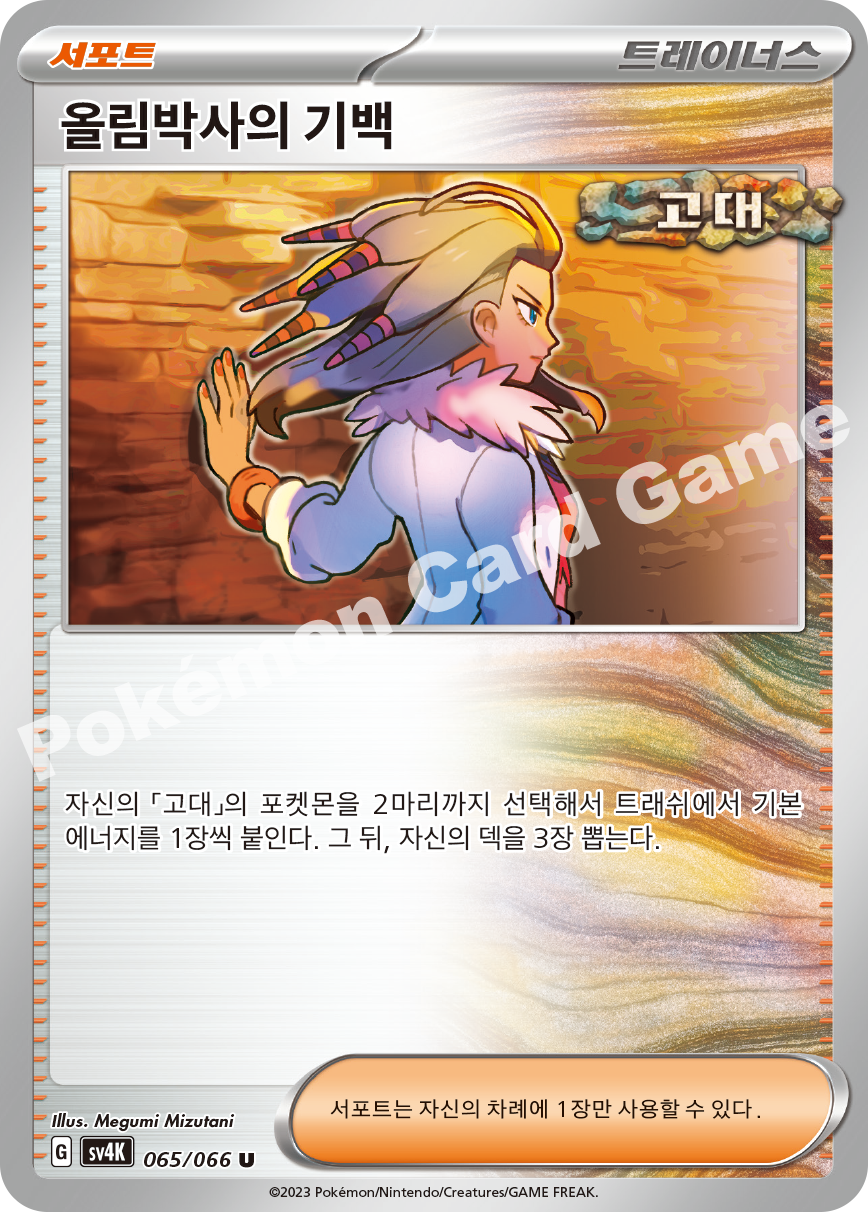 서포트
트레이너스
올림박사의 기백
고대
Pokémon Card Game
자신의 「고대」의 포켓몬을 2마리까지 선택해서 트래쉬에서 기본
에너지를 1장씩 붙인다. 그 뒤, 자신의 덱을 3장 뽑는다.
서포트는 자신의 차례에 1장만 사용할 수 있다.
Illus. Megumi Mizutani
G sv4K 065/066 U
©2023 Pokémon/Nintendo/Creatures/GAME FREAK.